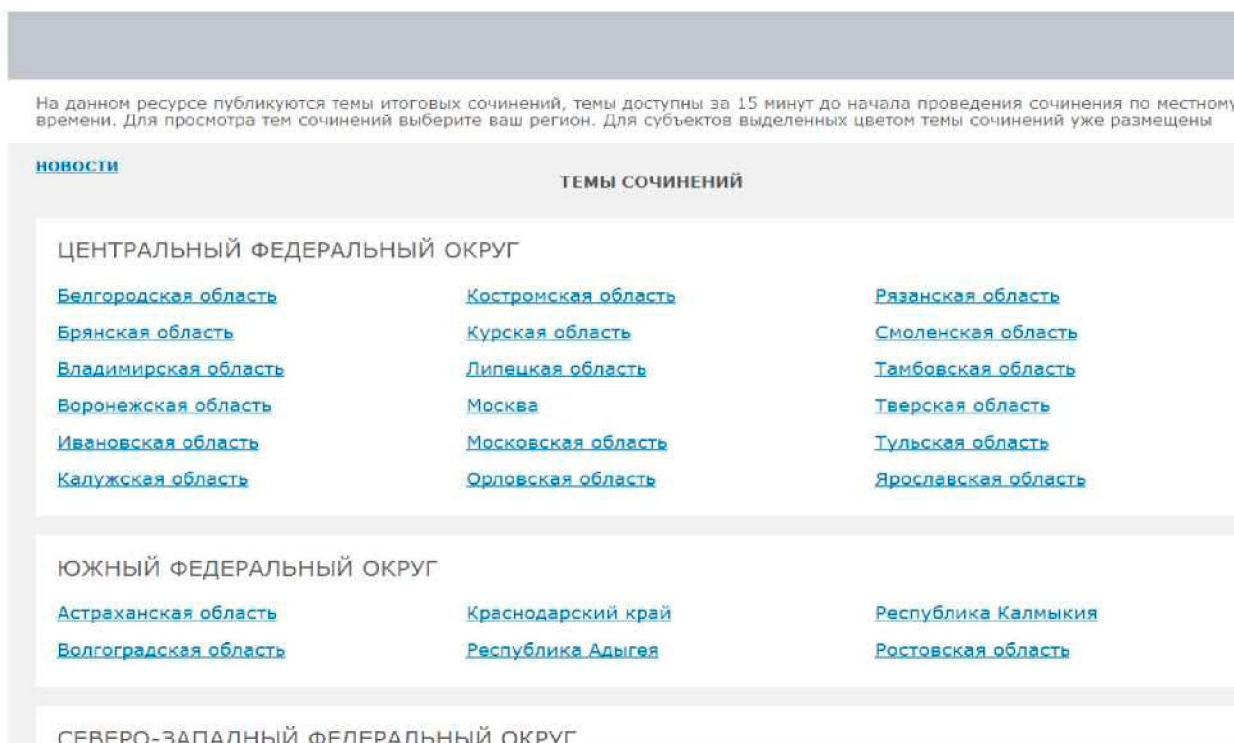 На данном ресурсе публикуются темы итоговых сочинений, темы доступны за 15 минут до начала проведения сочинения по местному
времени. Для просмотра тем сочинений выберите ваш регион. Для субъектов выделенных цветом темы сочинений уже размещены
НОВОСТИ
ТЕМЫ СОЧИНЕНИЙ
ЦЕНТРАЛЬНЫЙ ФЕДЕРАЛЬНЫЙ ОКРУГ
Белгородская область Костромская область Рязанская область
Брянская область Курская область Смоленская область
Владимирская область Липецкая область Тамбовская область
Воронежская область Москва Тверская область
Ивановская область Московская область Тульская область
Калужская область Орловская область Ярославская область
ЮЖНЫЙ ФЕДЕРАЛЬНЫЙ ОКРУГ
Астраханская область Краснодарский край Республика Калмыкия
Волгоградская область Республика Адыгея Ростовская область
СЕВЕРО-ЗАПАДНЫЙ ФЕДЕРАЛЬНЫЙ ОКРУГ